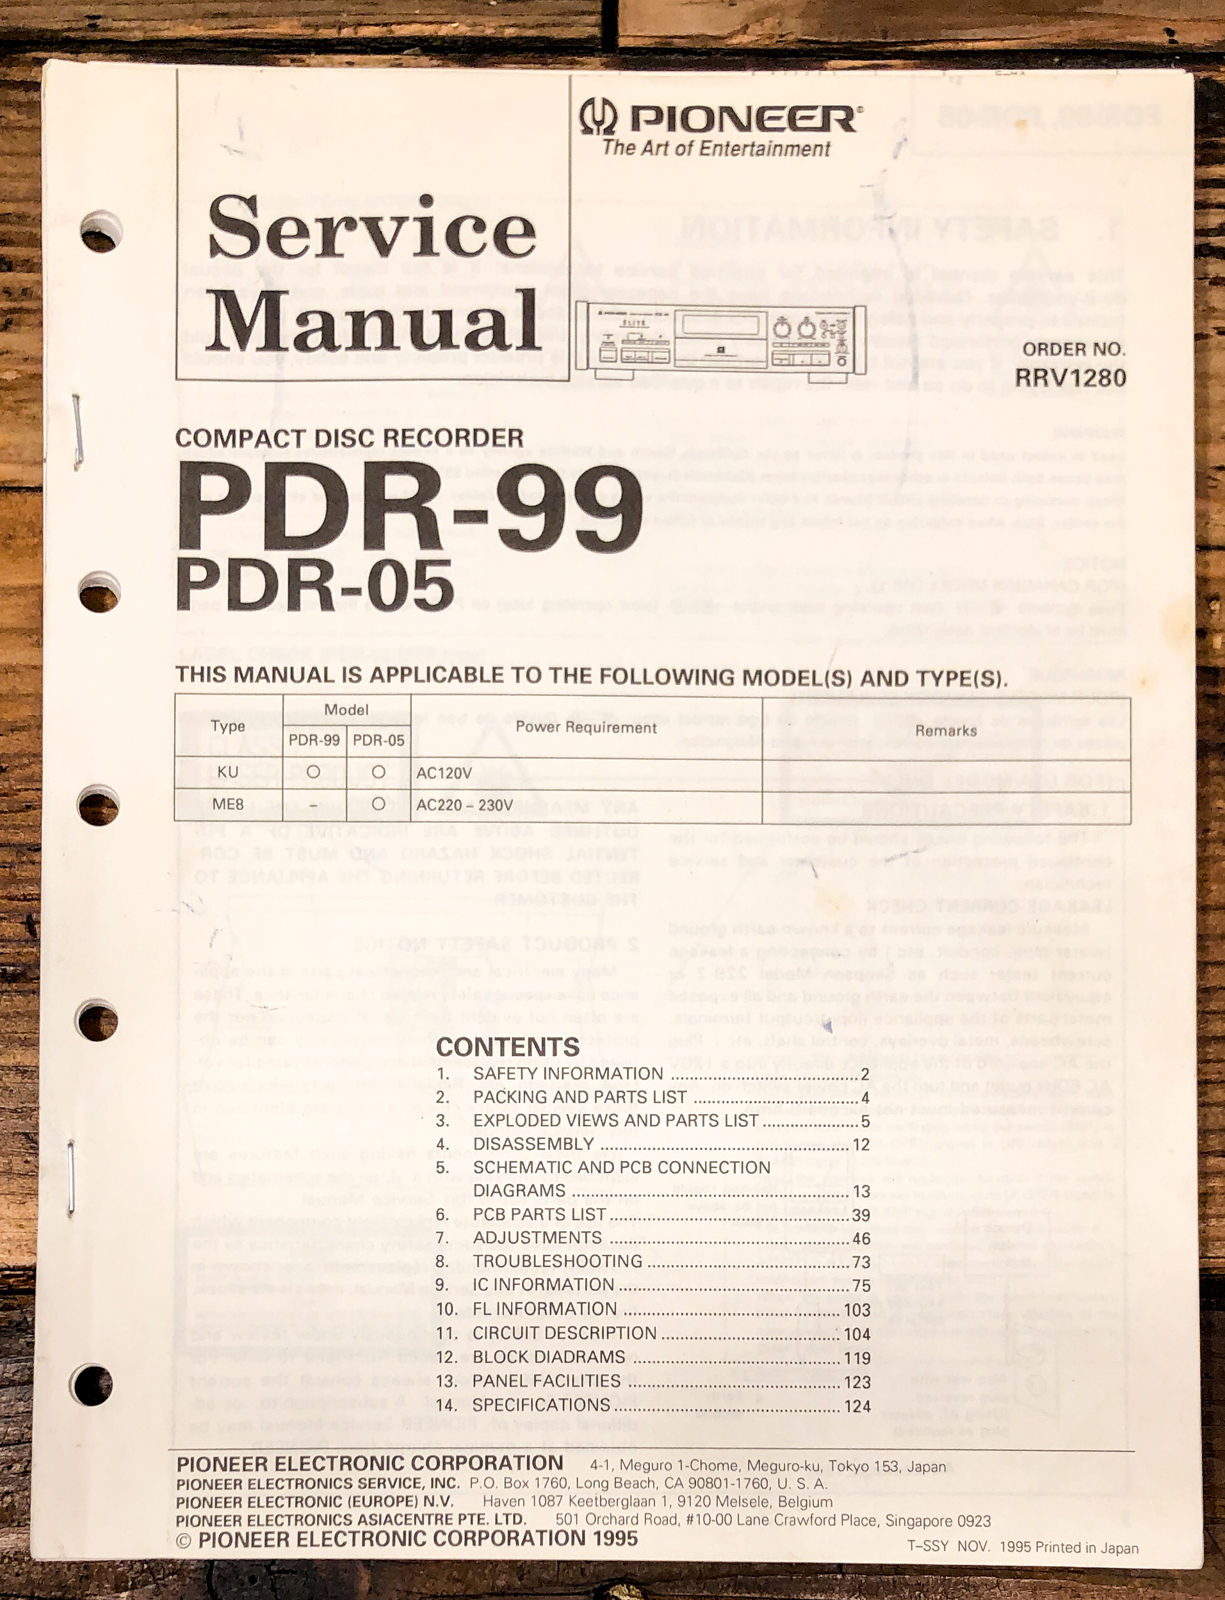 PIONEER®
The Art of Entertainment
Service
Manual
ELITE
ORDER NO.
RRV1280
COMPACT DISC RECORDER
PDR-99
PDR-05
THIS MANUAL IS APPLICABLE TO THE FOLLOWING MODEL(S) AND TYPE(S).
Type Model Power Requirement Remarks
PDR-99 PDR-05
KU O O AC120V
ME8 – O AC220 – 230V
CONTENTS
1. SAFETY INFORMATION ........ 2
2. PACKING AND PARTS LIST ........ 4
3. EXPLODED VIEWS AND PARTS LIST ........ 5
4. DISASSEMBLY ........ 12
5. SCHEMATIC AND PCB CONNECTION
DIAGRAMS ........ 13
6. PCB PARTS LIST ........ 39
7. ADJUSTMENTS ........ 46
8. TROUBLESHOOTING ........ 73
9. IC INFORMATION ........ 75
10. FL INFORMATION ........ 103
11. CIRCUIT DESCRIPTION ........ 104
12. BLOCK DIADRAMS ........ 119
13. PANEL FACILITIES ........ 123
14. SPECIFICATIONS ........ 124
PIONEER ELECTRONIC CORPORATION 4-1, Meguro 1-Chome, Meguro-ku, Tokyo 153, Japan
PIONEER ELECTRONICS SERVICE, INC. P.O. Box 1760, Long Beach, CA 90801-1760, U. S. A.
PIONEER ELECTRONIC (EUROPE) N.V. Haven 1087 Keetberglaan 1, 9120 Melsele, Belgium
PIONEER ELECTRONICS ASIACENTRE PTE. LTD. 501 Orchard Road, #10-00 Lane Crawford Place, Singapore 0923
© PIONEER ELECTRONIC CORPORATION 1995
T–SSY NOV. 1995 Printed in Japan